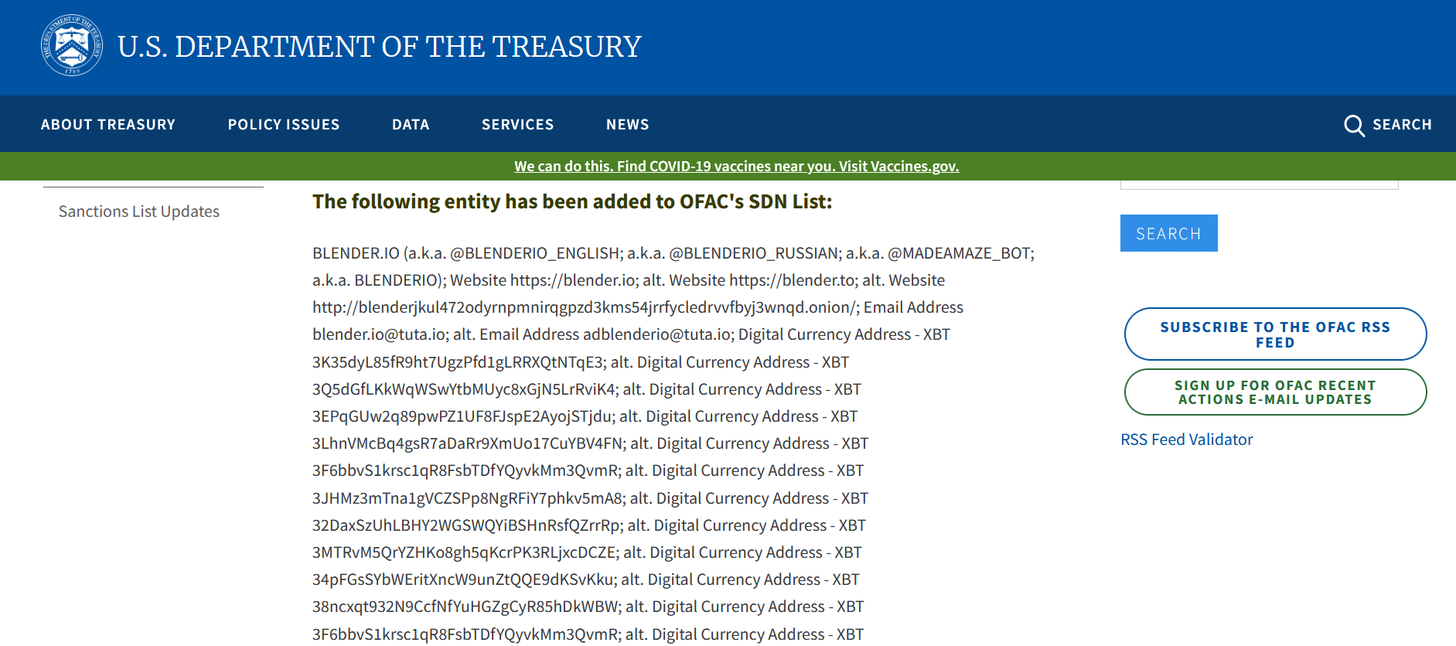 U.S. DEPARTMENT OF THE TREASURY
ABOUT TREASURY
POLICY ISSUES
DATA
SERVICES
NEWS
SEARCH
We can do this. Find COVID-19 vaccines near you. Visit Vaccines.gov.
Sanctions List Updates
The following entity has been added to OFAC's SDN List:
BLENDER.IO (a.k.a. @BLENDERIO_ENGLISH; a.k.a. @BLENDERIO_RUSSIAN; a.k.a. @MADEAMAZE_BOT;
a.k.a. BLENDERIO); Website https://blender.io; alt. Website https://blender.to; alt. Website
http://blenderjkul472odyrnpmnirqgpzd3kms54jrrfycledrvvfbyj3wnqd.onion/; Email Address
blender.io@tuta.io; alt. Email Address adblenderio@tuta.io; Digital Currency Address - XBT
3K35dyL85fR9ht7UgzPfd1gLRRXQtNTqE3; alt. Digital Currency Address - XBT
3Q5dGfLKkWqWSwYtbMUyc8xGjN5LrRviK4; alt. Digital Currency Address - XBT
3EPqGUw2q89pwPZ1UF8FJspE2AyojSTjdu; alt. Digital Currency Address - XBT
3LhnVMcBq4gsR7aDaRr9XmUo17CuYBV4FN; alt. Digital Currency Address - XBT
3F6bbvS1krsc1qR8FsbTDfYQyvkMm3QvmR; alt. Digital Currency Address - XBT
3JHMz3mTna1gVCZSPp8NgRFiY7phkv5mA8; alt. Digital Currency Address - XBT
32DaxSzUhLBHY2WGSWQYiBSHnRsfQZrrRp; alt. Digital Currency Address - XBT
3MTRvM5QrYZHKo8gh5qKcrPK3RLjxcDCZE; alt. Digital Currency Address - XBT
34pFGsSYbWEritXncW9unZtQQE9dKSvKku; alt. Digital Currency Address - XBT
38ncxqt932N9CcfNfYuHGZgCyR85hDkWBW; alt. Digital Currency Address - XBT
3F6bbvS1krsc1qR8FsbTDfYQyvkMm3QvmR; alt. Digital Currency Address - XBT
SEARCH
SUBSCRIBE TO THE OFAC RSS
FEED
SIGN UP FOR OFAC RECENT
ACTIONS E-MAIL UPDATES
RSS Feed Validator